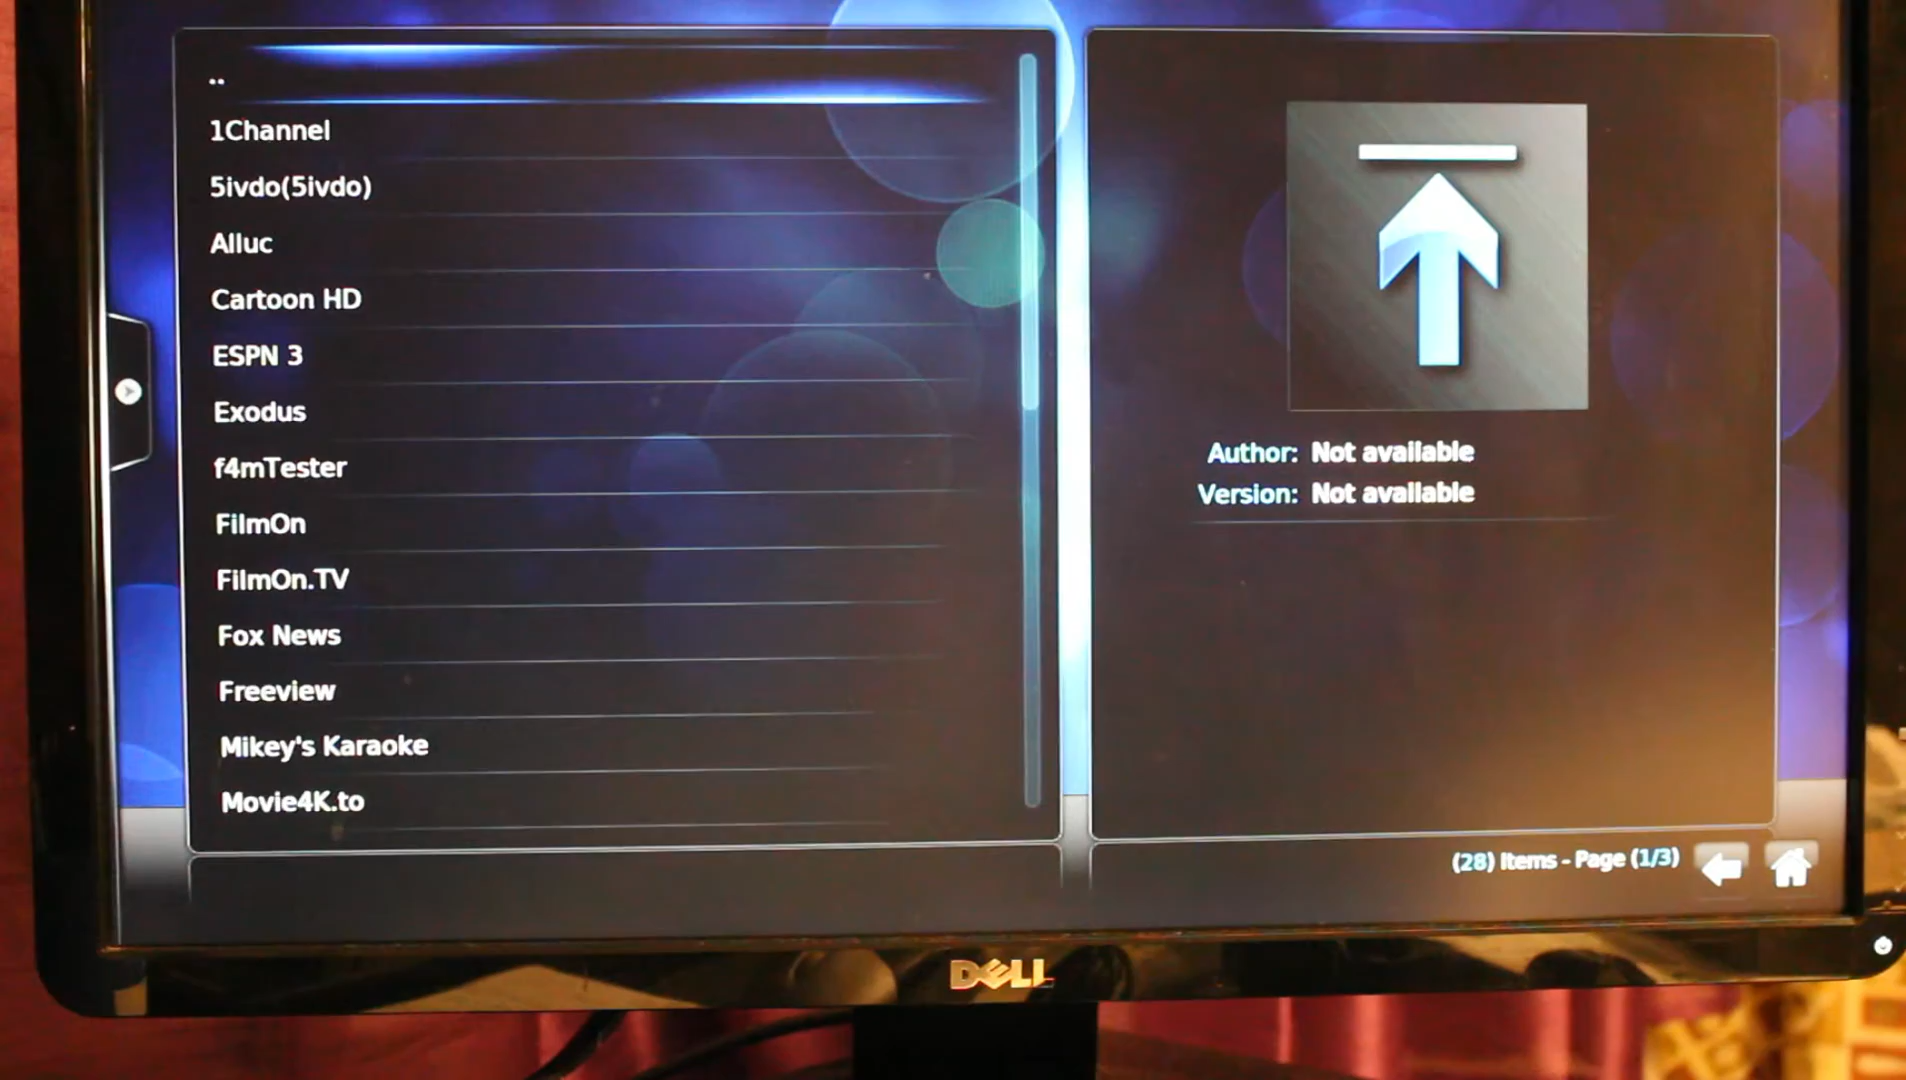 ..
1Channel
5ivdo(5ivdo)
Alluc
Cartoon HD
ESPN 3
Exodus
f4mTester
FilmOn
FilmOn.TV
Fox News
Freeview
Mikey's Karaoke
Movie4K.to
Author: Not available
Version: Not available
(28) Items - Page (1/3)
DELL